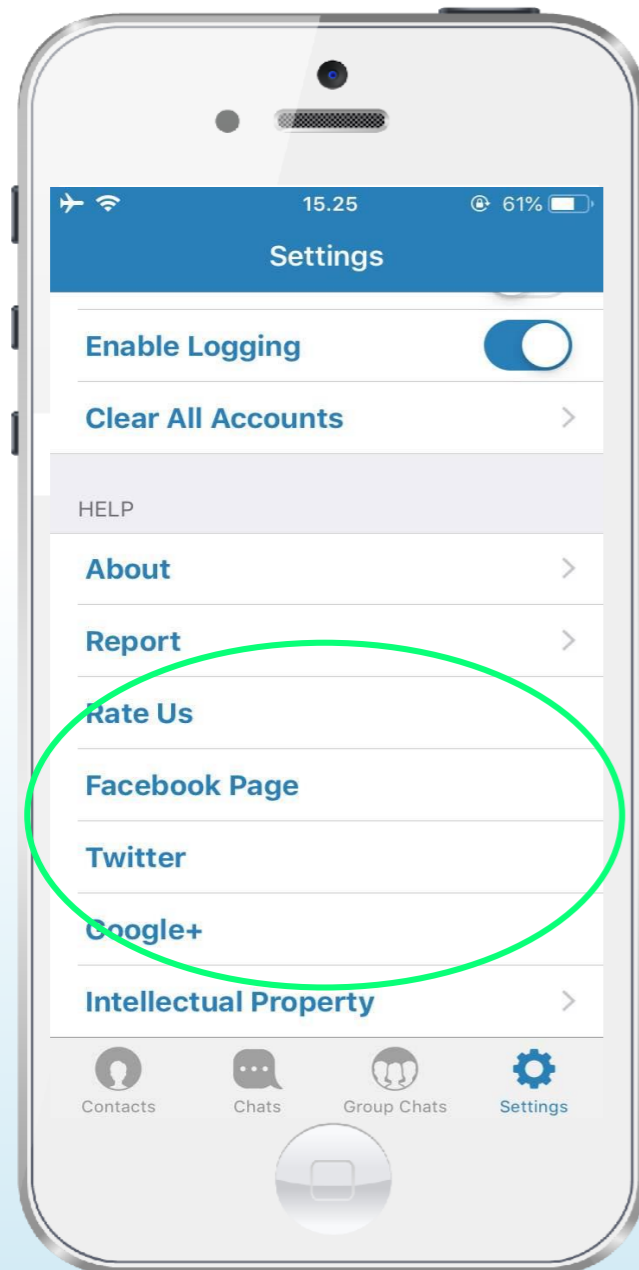 15.25
61%
Settings
Enable Logging
Clear All Accounts
HELP
About
Report
Rate Us
Facebook Page
Twitter
Google+
Intellectual Property
Contacts Chats Group Chats Settings